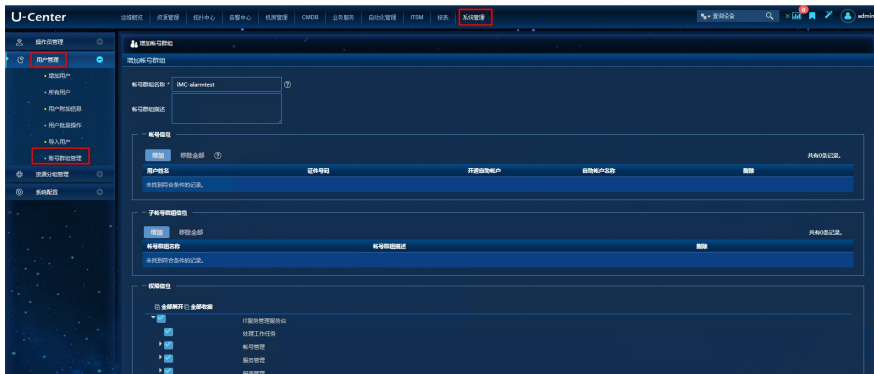 U-Center 运维概览 资源管理 拓扑中心 告警中心 机房管理 CMDB 业务服务 自动化管理 ITSM 报表 系统管理 查询设备 admin
操作员管理
用户管理
增加用户
所有用户
用户附加信息
用户批量操作
导入用户
帐号群组管理
资源分组管理
系统配置
增加帐号群组
增加帐号群组
帐号群组名称 * iMC-alarmtest
帐号群组描述
帐号信息
增加 移除全部 共有0条记录。
用户姓名 证件号码 开通自助帐户 自助帐户名称 删除
未找到符合条件的记录。
子帐号群组信息
增加 移除全部 共有0条记录。
帐号群组名称 帐号群组描述 删除
未找到符合条件的记录。
权限信息
全部展开 全部收缩
IT服务管理服务台
处理工作任务
帐号管理
服务管理